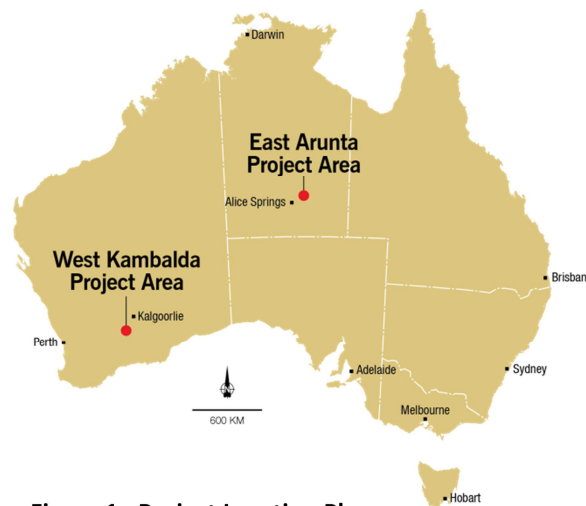 Darwin
East Arunta
Project Area
Alice Springs
West Kambalda
Project Area
Kalgoorlie
Brisban
Perth
Adelaide
Sydney
600 KM
Melbourne
Hobart